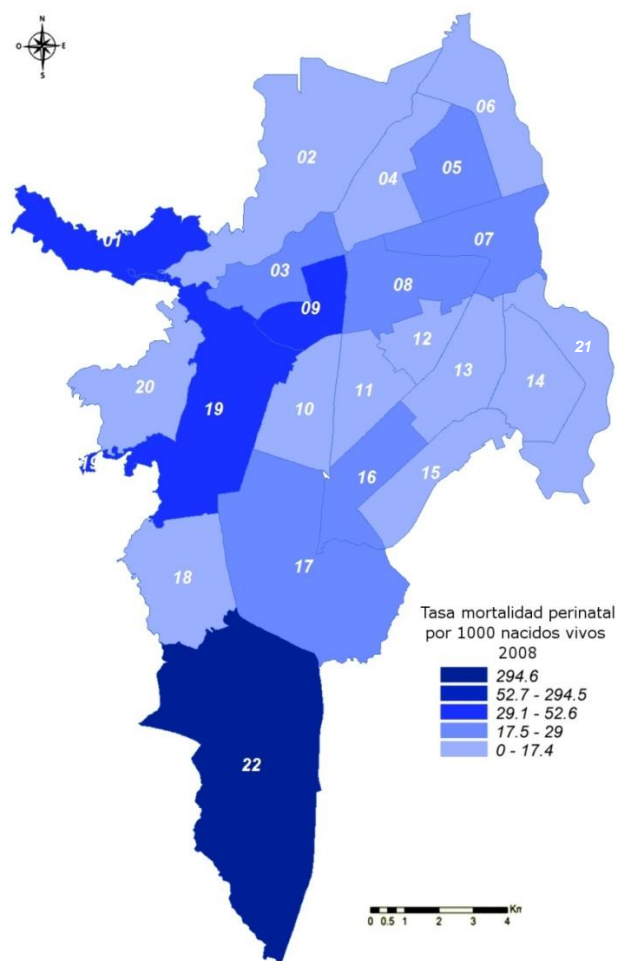 N
O E
S
06
02
04
05
01
07
03
08
09
12
21
20
19
10
11
13
14
19
16
15
18
17
Tasa mortalidad perinatal
por 1000 nacidos vivos
2008
294.6
52.7 - 294.5
29.1 - 52.6
17.5 - 29
0 - 17.4
22
Km
0 0.5 1 2 3 4